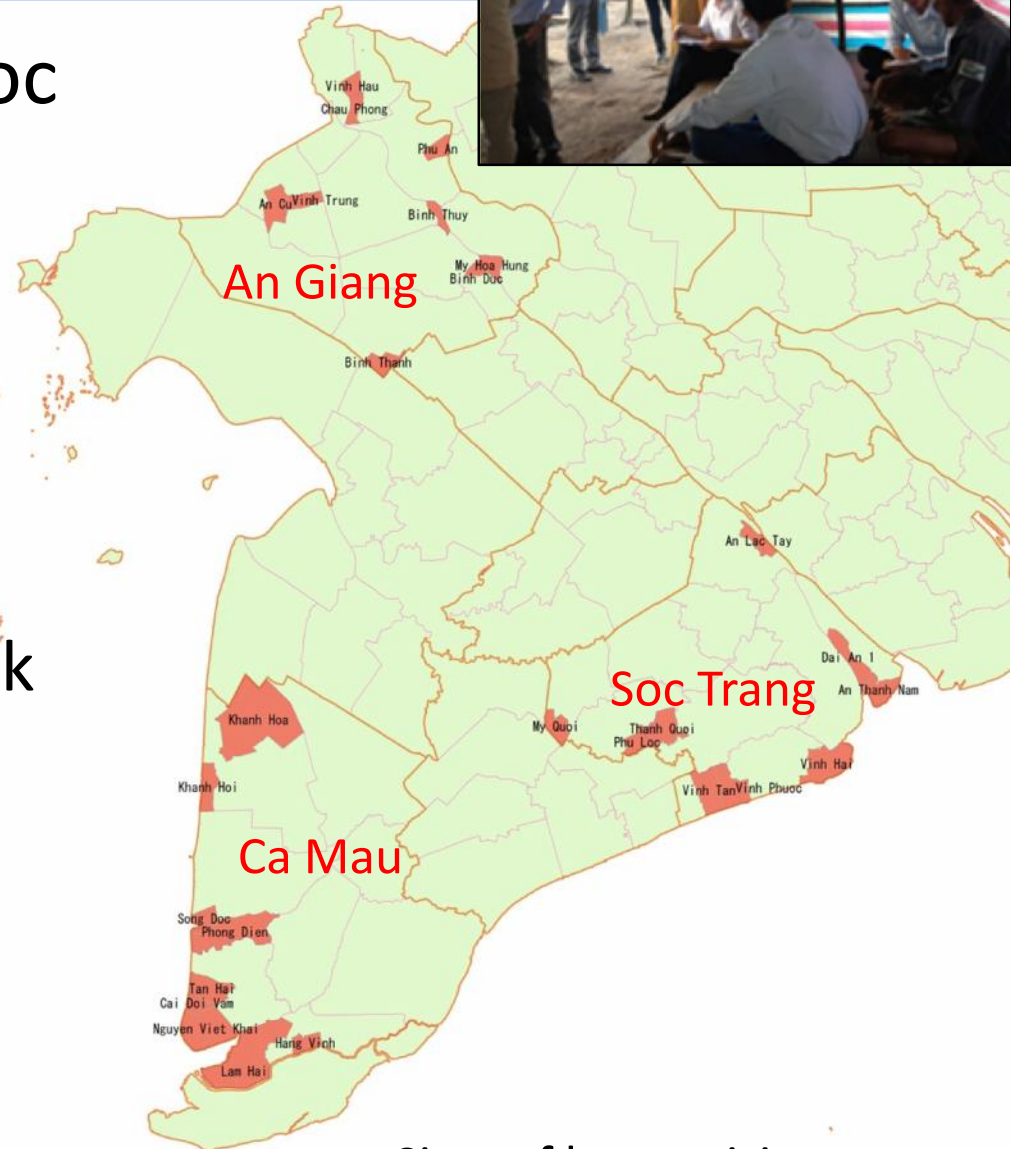 oc
Vinh Hau
Chau Phong
Phu An
An Cu Vinh Trung
Binh Thuy
My Hoa Hung
Binh Duc
An Giang
Binh Thanh
An Lac Tay
k
Dai An 1
Soc Trang
An Thanh Nam
Khanh Hoa
My Quoi
Thanh Quoi
Phu Loc
Vinh Hai
Khanh Hoi
Vinh Tan Vinh Phuoc
Ca Mau
Song Doc
Phong Dien
Tan Hai
Cai Doi Vam
Nguyen Viet Khai
Hang Vinh
Lam Hai